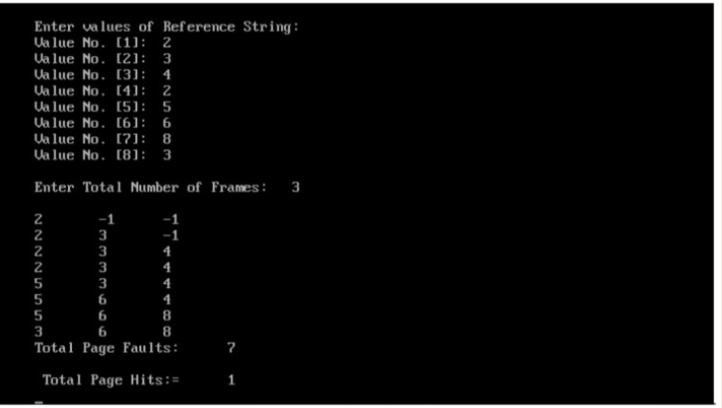 Enter values of Reference String:
Value No. [1]: 2
Value No. [2]: 3
Value No. [3]: 4
Value No. [4]: 2
Value No. [5]: 5
Value No. [6]: 6
Value No. [7]: 8
Value No. [8]: 3
Enter Total Number of Frames: 3
2 -1 -1
2 3 -1
2 3 4
2 3 4
5 3 4
5 6 4
5 6 8
3 6 8
Total Page Faults: 7
Total Page Hits:= 1